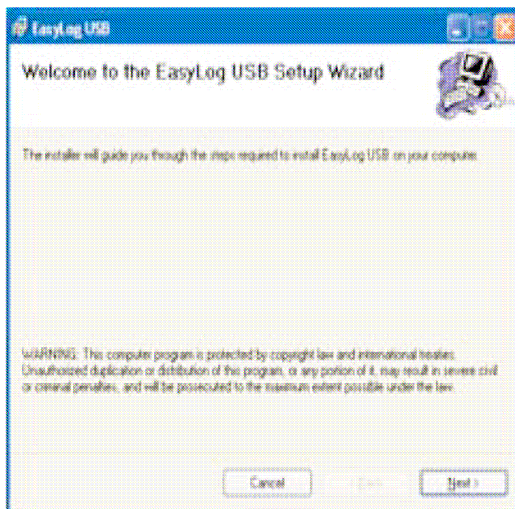 EasyLog USB
Welcome to the EasyLog USB Setup Wizard
The installer will guide you through the steps required to install EasyLog USB on your computer.
WARNING: This computer program is protected by copyright law and international treaties.
Unauthorized duplication or distribution of this program, or any portion of it, may result in severe civil
or criminal penalties, and will be prosecuted to the maximum extent possible under the law.
Cancel
Next >